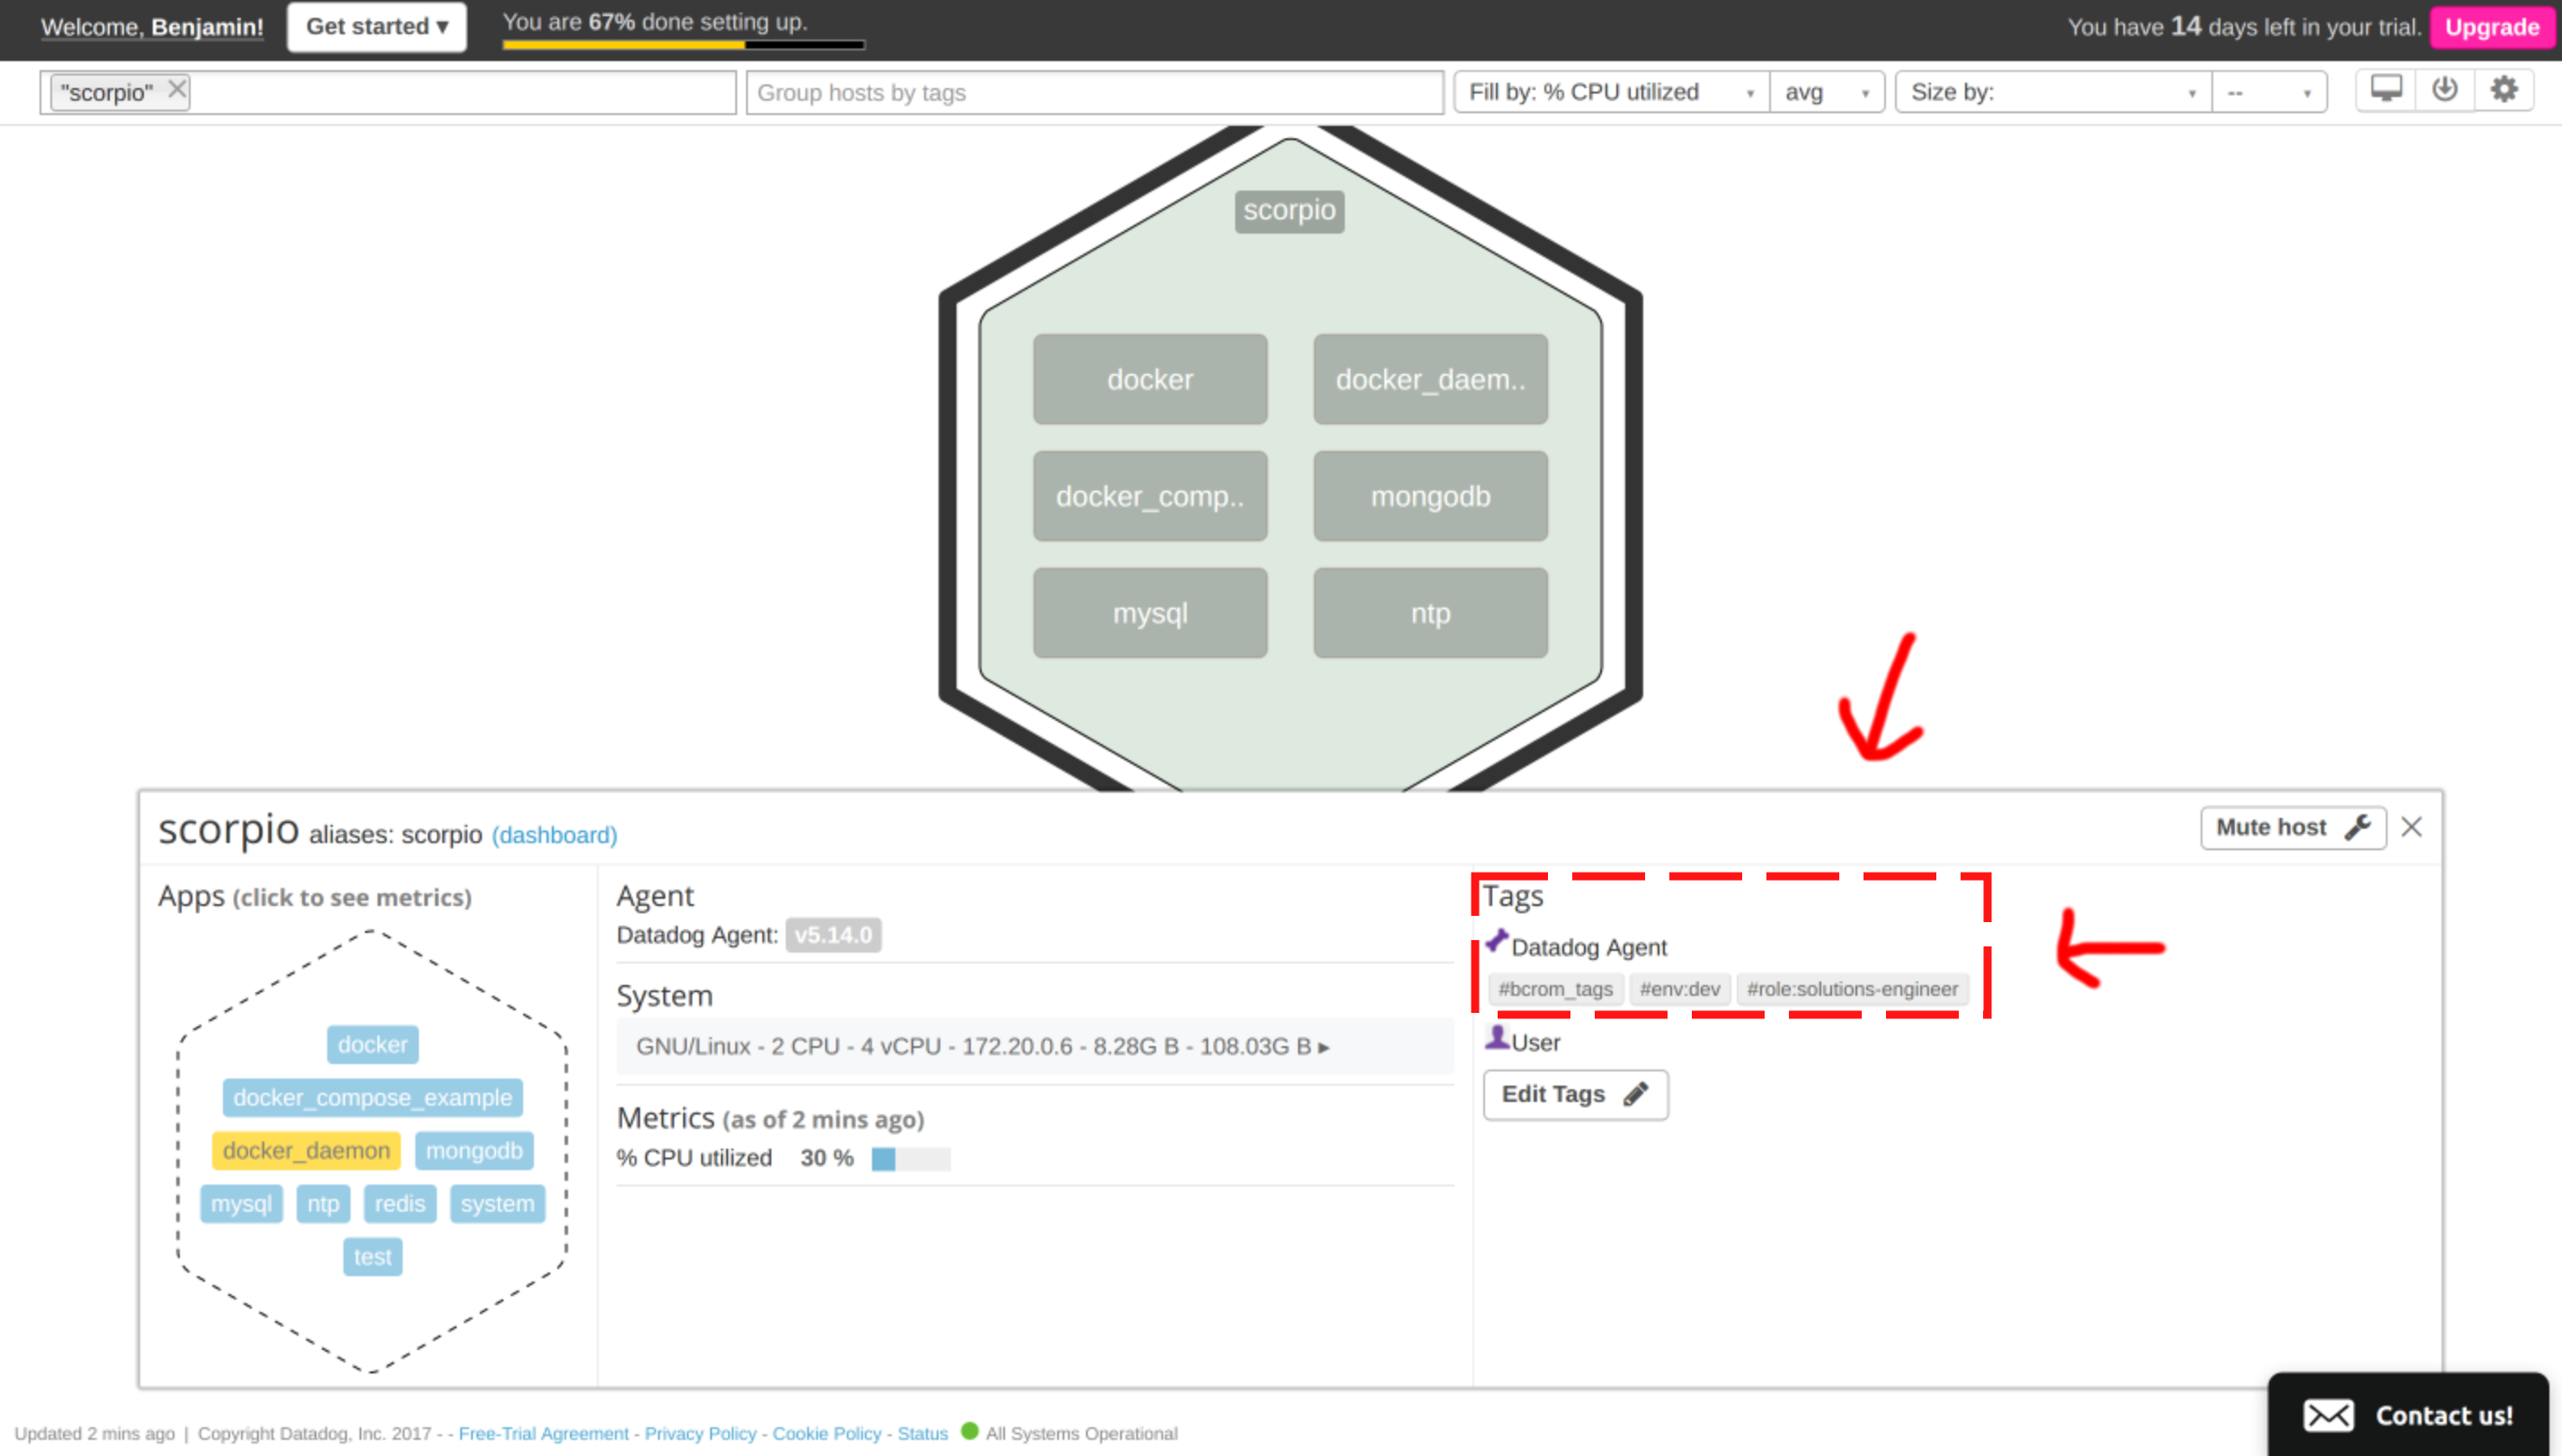 Welcome, Benjamin! Get started ▾ You are 67% done setting up. You have 14 days left in your trial. Upgrade
"scorpio" Group hosts by tags Fill by: % CPU utilized avg Size by: --
scorpio
docker docker_daem..
docker_comp.. mongodb
mysql ntp
scorpio aliases: scorpio (dashboard) Mute host
Apps (click to see metrics)
docker
docker_compose_example
docker_daemon mongodb
mysql ntp redis system
test
Agent
Datadog Agent: v5.14.0
System
GNU/Linux - 2 CPU - 4 vCPU - 172.20.0.6 - 8.28G B - 108.03G B ▸
Metrics (as of 2 mins ago)
% CPU utilized 30 %
Tags
Datadog Agent
#bcrom_tags #env:dev #role:solutions-engineer
User
Edit Tags
Updated 2 mins ago | Copyright Datadog, Inc. 2017 - - Free-Trial Agreement - Privacy Policy - Cookie Policy - Status All Systems Operational
Contact us!